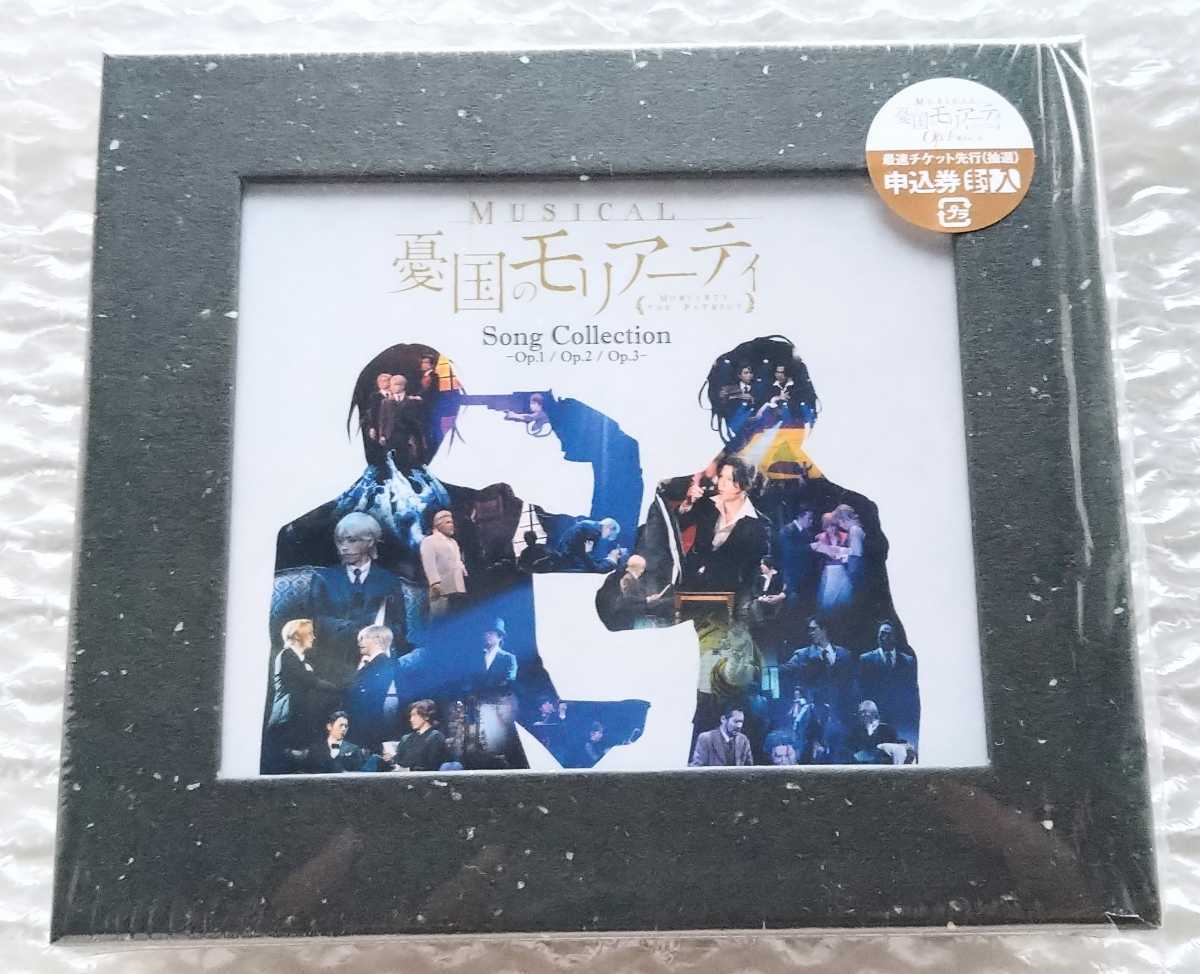 MUSICAL
憂国のモリアーティ
MORIARTY
THE PATRIOT
Song Collection
-Op.1 / Op.2 / Op.3-
MUSICAL
憂国のモリアーティ
最速チケット先行(抽選)
申込券封入
プラ